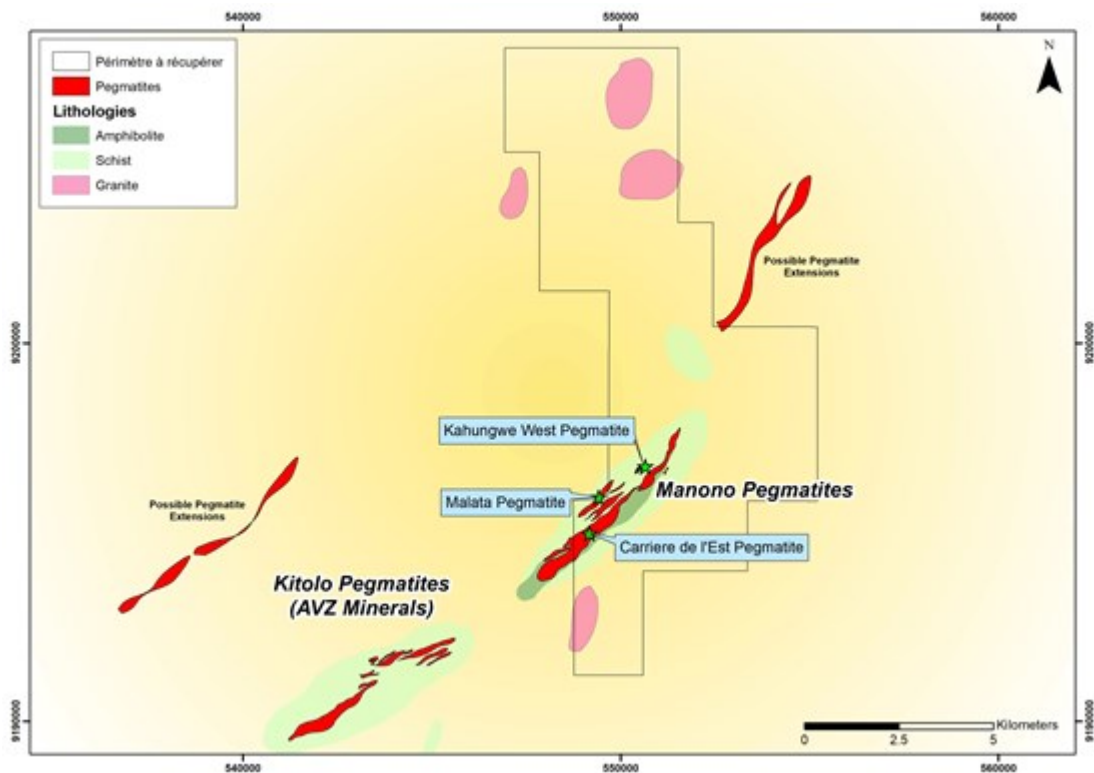 540000
550000
560000
Périmètre à récupérer
Pegmatites
Lithologies
Amphibolite
Schist
Granite
N
Possible Pegmatite
Extensions
9200000
9200000
Kahungwe West Pegmatite
Malata Pegmatite
Manono Pegmatites
Possible Pegmatite
Extensions
Carriere de l'Est Pegmatite
Kitolo Pegmatites
(AVZ Minerals)
9190000
9190000
Kilometers
0
2.5
5
540000
550000
560000